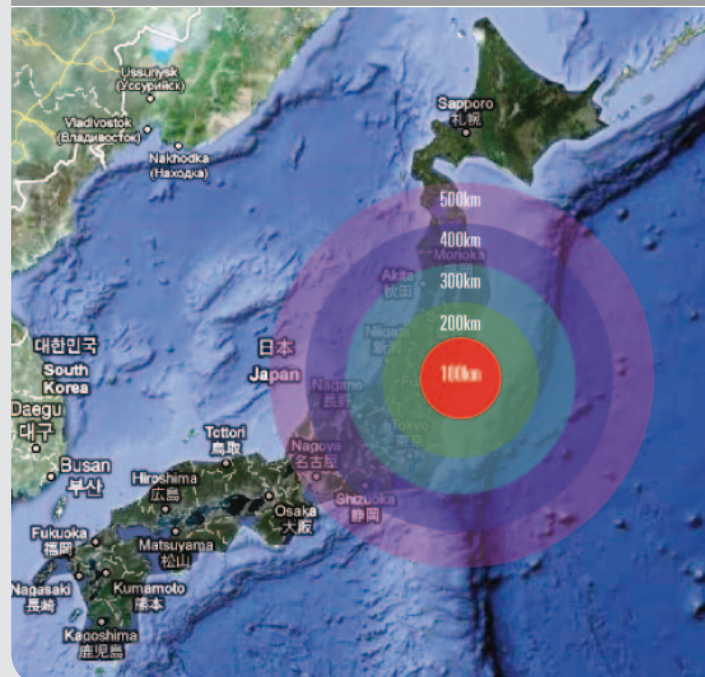 Ussuriysk
(Уссурийск)
Vladivostok
(Владивосток)
Nakhodka
(Находка)
Sapporo
札幌
500km
400km
Morioka
Akita
秋田
300km
200km
Niigata
新潟
100km
대한민국
South
Korea
日本
Japan
Nagano
長野
Daegu
대구
Tokyo
東京
Busan
부산
Tottori
鳥取
Nagoya
名古屋
Hiroshima
広島
Shizuoka
静岡
Osaka
大阪
Fukuoka
福岡
Matsuyama
松山
Nagasaki
長崎
Kumamoto
熊本
Kagoshima
鹿児島